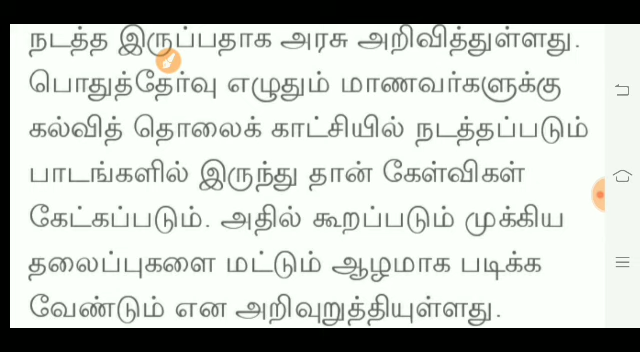 நடத்த இருப்பதாக அரசு அறிவித்துள்ளது.
பொதுத்தேர்வு எழுதும் மாணவர்களுக்கு
கல்வித் தொலைக் காட்சியில் நடத்தப்படும்
பாடங்களில் இருந்து தான் கேள்விகள்
கேட்கப்படும். அதில் கூறப்படும் முக்கிய
தலைப்புகளை மட்டும் ஆழமாக படிக்க
வேண்டும் என அறிவுறுத்தியுள்ளது.